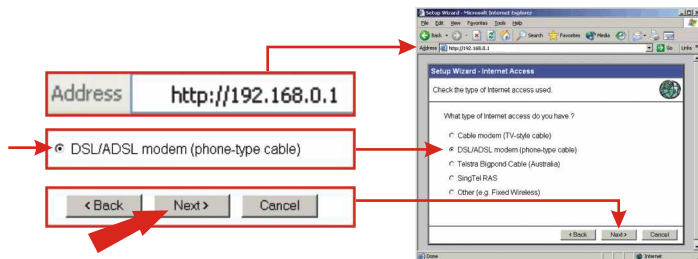 Address http://192.168.0.1
DSL/ADSL modem (phone-type cable)
< Back Next > Cancel
Setup Wizard - Microsoft Internet Explorer
File Edit View Favorites Tools Help
Back Search Favorites Media
Address http://192.168.0.1 Go Links
Setup Wizard - Internet Access
Check the type of Internet access used.
What type of Internet access do you have ?
Cable modem (TV-style cable)
DSL/ADSL modem (phone-type cable)
Telstra Bigpond Cable (Australia)
SingTel RAS
Other (e.g. Fixed Wireless)
< Back Next > Cancel
Done Internet